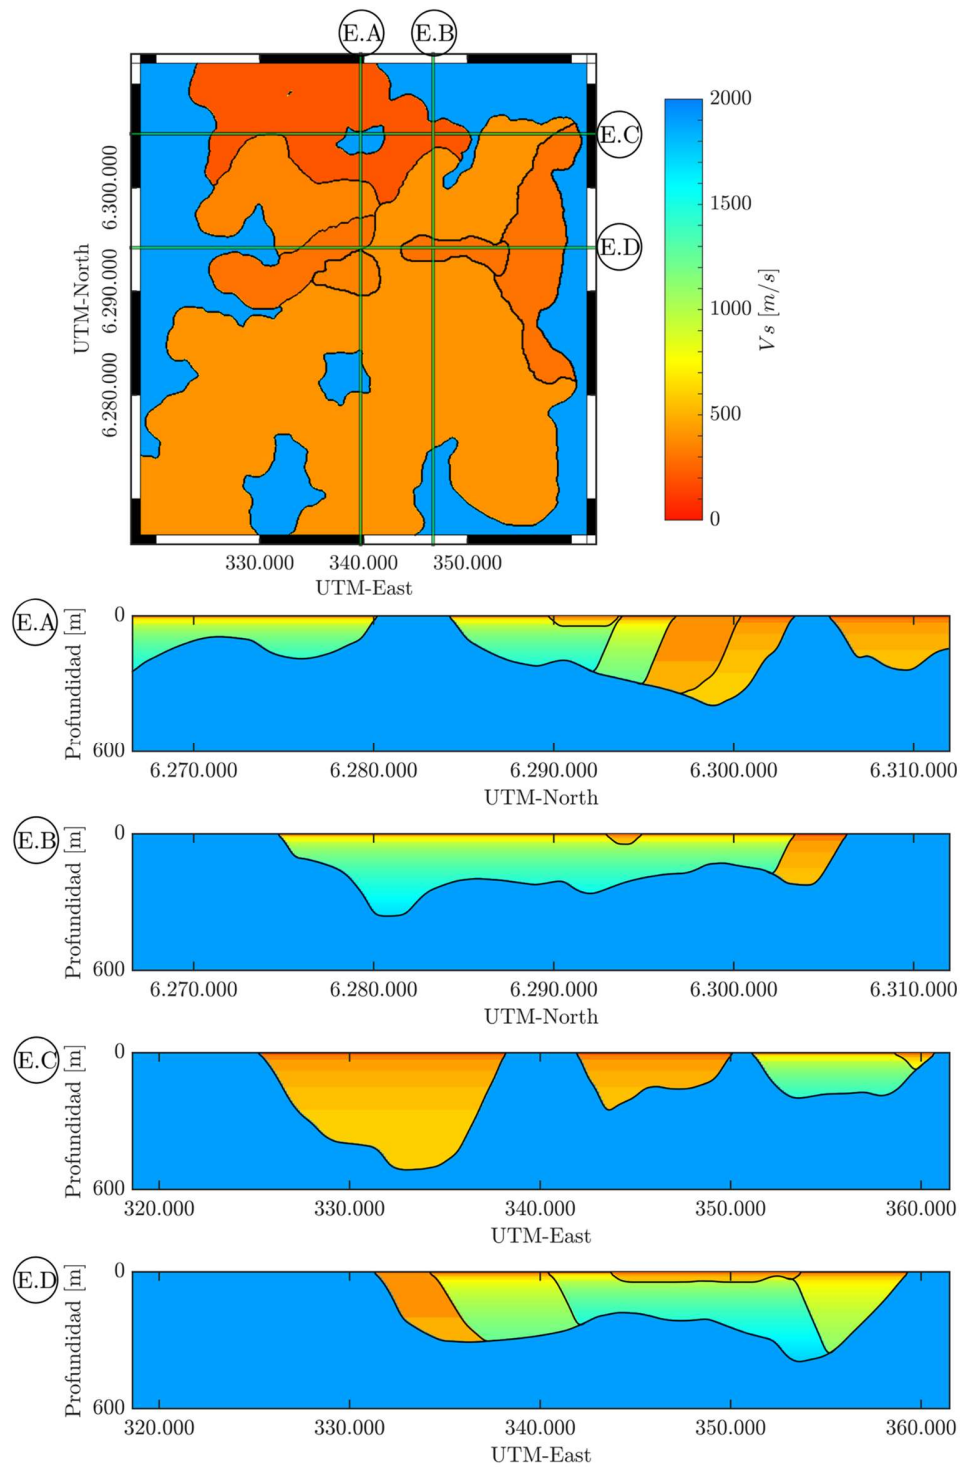 E.A E.B
2000
E.C
6.300.000
1500
E.D
UTM-North
6.290.000
1000
Vs [m/s]
6.280.000
500
0
330.000 340.000 350.000
UTM-East
E.A
Profundidad [m]
0
600
6.270.000 6.280.000 6.290.000 6.300.000 6.310.000
UTM-North
E.B
Profundidad [m]
0
600
6.270.000 6.280.000 6.290.000 6.300.000 6.310.000
UTM-North
E.C
Profundidad [m]
0
600
320.000 330.000 340.000 350.000 360.000
UTM-East
E.D
Profundidad [m]
0
600
320.000 330.000 340.000 350.000 360.000
UTM-East